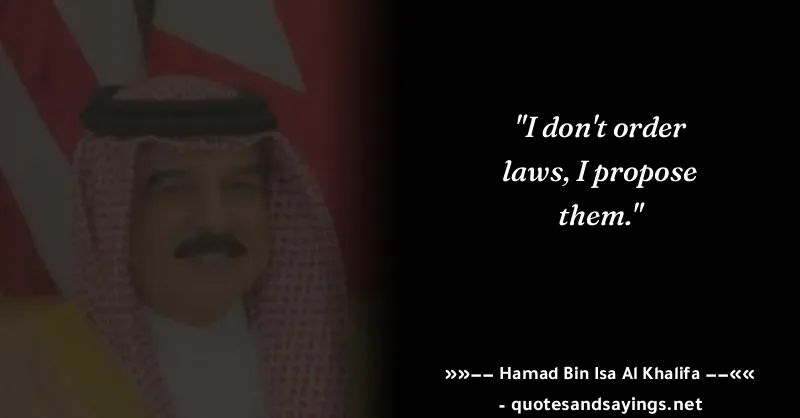 "I don't order
laws, I propose
them."
»»–– Hamad Bin Isa Al Khalifa ––««
- quotesandsayings.net